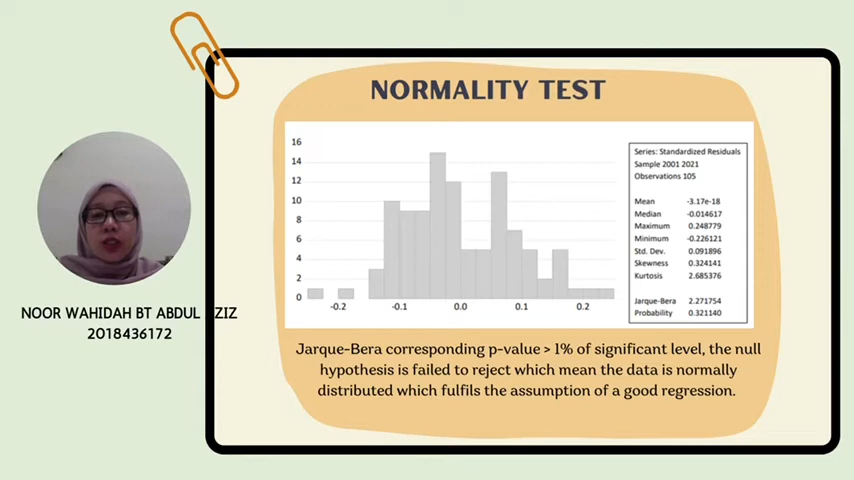 NORMALITY TEST
16
14
12
10
8
6
4
2
0
-0.2
-0.1
0.0
0.1
0.2
Series: Standardized Residuals
Sample 2001 2021
Observations 105
Mean -3.17e-18
Median -0.014617
Maximum 0.248779
Minimum -0.226121
Std. Dev. 0.091896
Skewness 0.324141
Kurtosis 2.685376
Jarque-Bera 2.271754
Probability 0.321140
NOOR WAHIDAH BT ABDUL ZIZ
2018436172
Jarque-Bera corresponding p-value > 1% of significant level, the null
hypothesis is failed to reject which mean the data is normally
distributed which fulfils the assumption of a good regression.